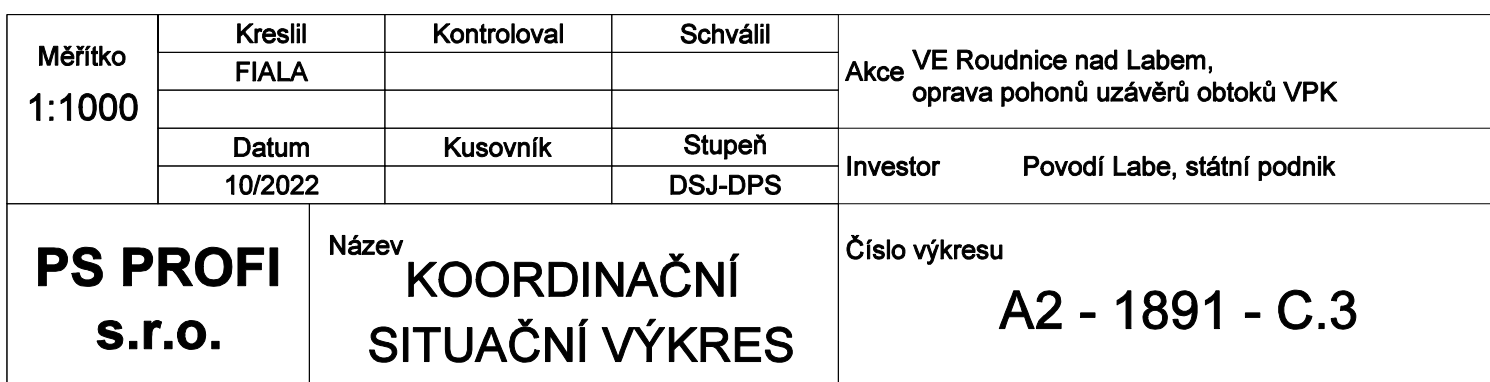 Měřítko
1:1000
Kreslil
Kontroloval
Schválil
FIALA
Datum
Kusovník
Stupeň
10/2022
DSJ-DPS
Akce VE Roudnice nad Labem,
oprava pohonů uzávěrů obtoků VPK
Investor Povodí Labe, státní podnik
PS PROFI
s.r.o.
Název
KOORDINAČNÍ
SITUAČNÍ VÝKRES
Číslo výkresu
A2 - 1891 - C.3